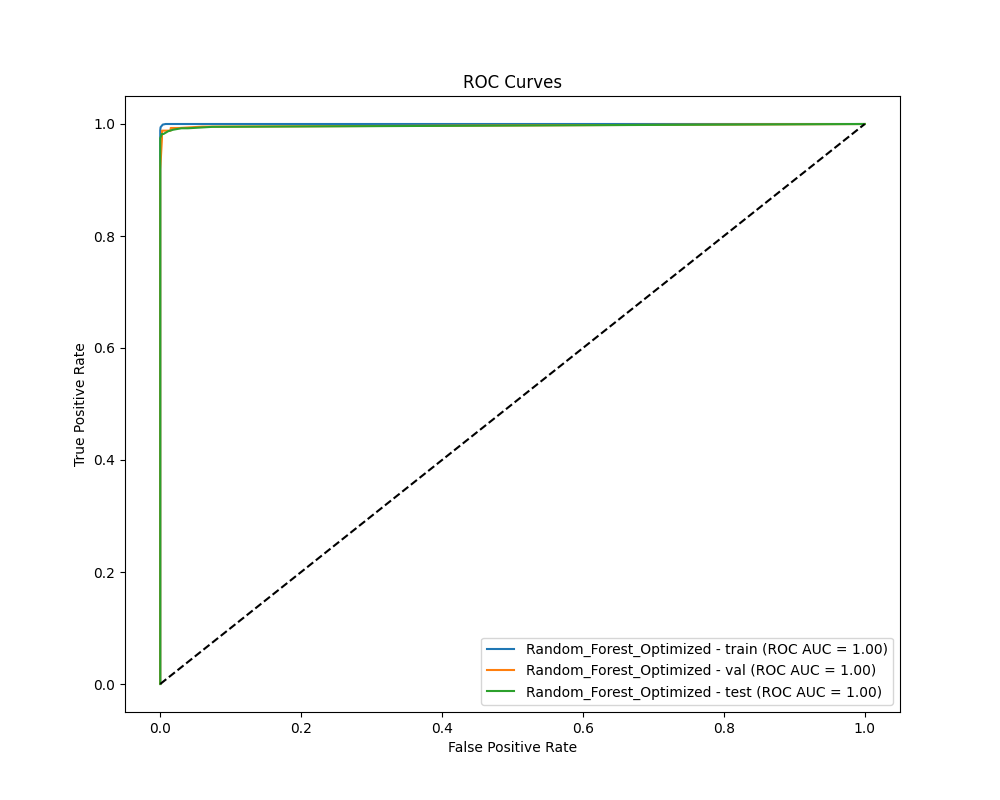 ROC Curves
True Positive Rate
1.0
0.8
0.6
0.4
0.2
0.0
Random_Forest_Optimized - train (ROC AUC = 1.00)
Random_Forest_Optimized - val (ROC AUC = 1.00)
Random_Forest_Optimized - test (ROC AUC = 1.00)
0.0 0.2 0.4 0.6 0.8 1.0
False Positive Rate